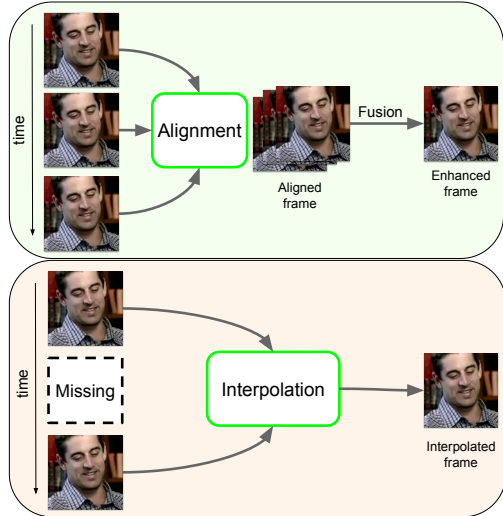 time
Alignment
Fusion
Aligned
frame
Enhanced
frame
time
Missing
Interpolation
Interpolated
frame